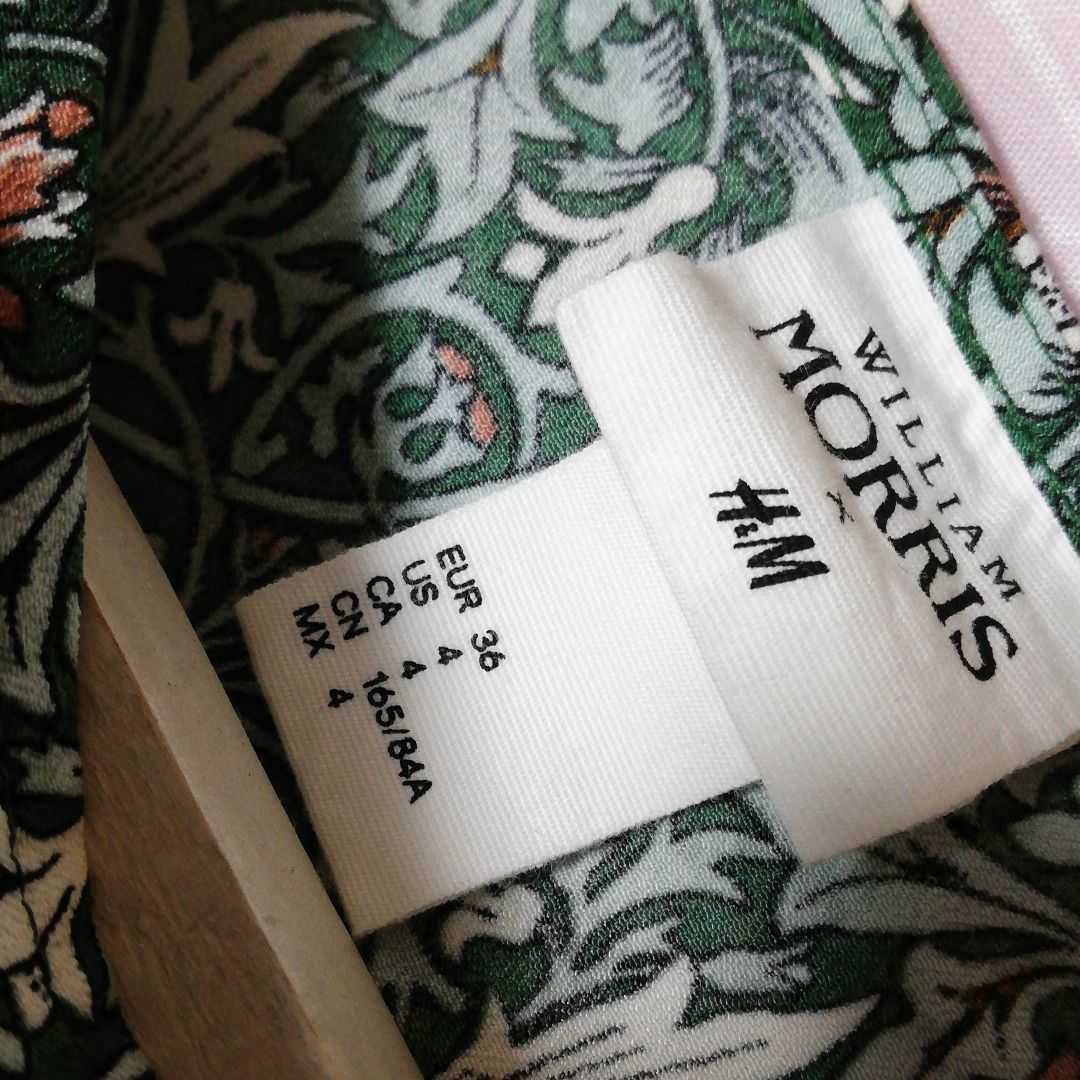 WILLIAM
MORRIS
x
H&M
EUR 36
US 4
CA 4
CN 165/84A
MX 4